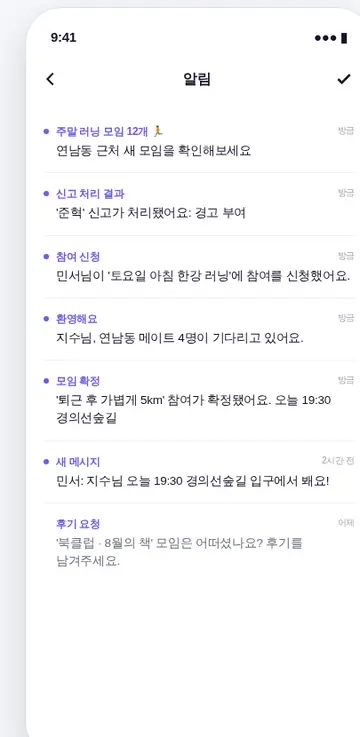 9:41
알림
주말 러닝 모임 12개 🏃
방금
연남동 근처 새 모임을 확인해보세요
신고 처리 결과
방금
'준혁' 신고가 처리됐어요: 경고 부여
참여 신청
방금
민서님이 '토요일 아침 한강 러닝'에 참여를 신청했어요.
환영해요
방금
지수님, 연남동 메이트 4명이 기다리고 있어요.
모임 확정
방금
'퇴근 후 가볍게 5km' 참여가 확정됐어요. 오늘 19:30
경의선숲길
새 메시지
2시간 전
민서: 지수님 오늘 19:30 경의선숲길 입구에서 봬요!
후기 요청
어제
'북클럽 · 8월의 책' 모임은 어떠셨나요? 후기를
남겨주세요.